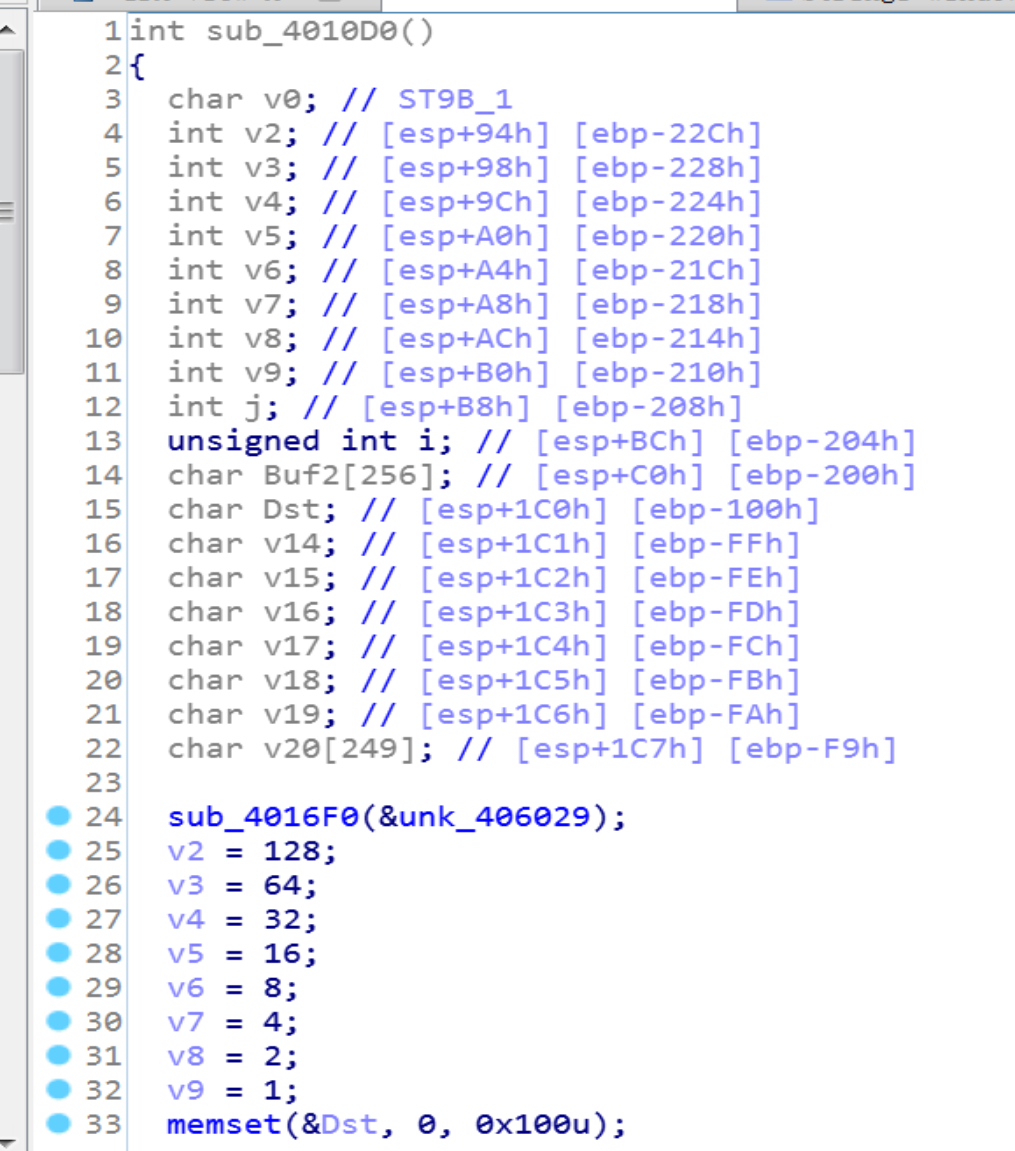 1 int sub_4010D0()
2 {
3 char v0; // ST9B_1
4 int v2; // [esp+94h] [ebp-22Ch]
5 int v3; // [esp+98h] [ebp-228h]
6 int v4; // [esp+9Ch] [ebp-224h]
7 int v5; // [esp+A0h] [ebp-220h]
8 int v6; // [esp+A4h] [ebp-21Ch]
9 int v7; // [esp+A8h] [ebp-218h]
10 int v8; // [esp+ACh] [ebp-214h]
11 int v9; // [esp+B0h] [ebp-210h]
12 int j; // [esp+B8h] [ebp-208h]
13 unsigned int i; // [esp+BCh] [ebp-204h]
14 char Buf2[256]; // [esp+C0h] [ebp-200h]
15 char Dst; // [esp+1C0h] [ebp-100h]
16 char v14; // [esp+1C1h] [ebp-FFh]
17 char v15; // [esp+1C2h] [ebp-FEh]
18 char v16; // [esp+1C3h] [ebp-FDh]
19 char v17; // [esp+1C4h] [ebp-FCh]
20 char v18; // [esp+1C5h] [ebp-FBh]
21 char v19; // [esp+1C6h] [ebp-FAh]
22 char v20[249]; // [esp+1C7h] [ebp-F9h]
23
24 sub_4016F0(&unk_406029);
25 v2 = 128;
26 v3 = 64;
27 v4 = 32;
28 v5 = 16;
29 v6 = 8;
30 v7 = 4;
31 v8 = 2;
32 v9 = 1;
33 memset(&Dst, 0, 0x100u);